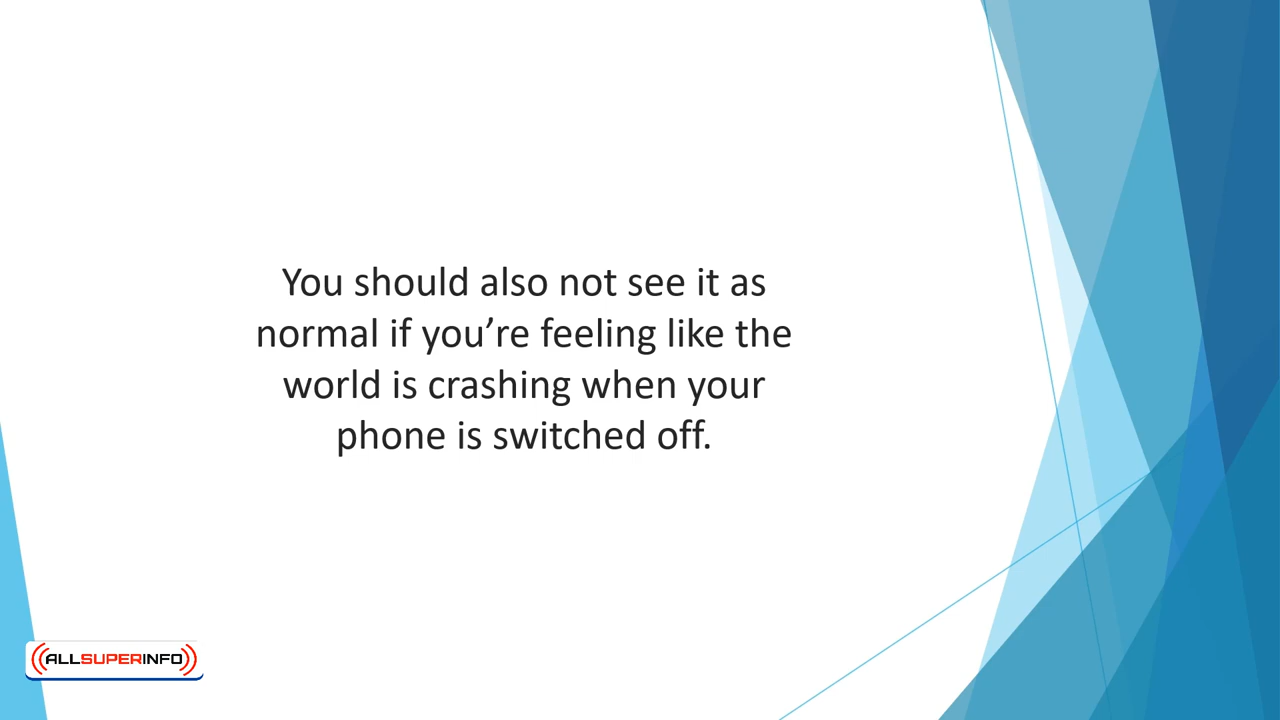 You should also not see it as
normal if you’re feeling like the
world is crashing when your
phone is switched off.
ALLSUPERINFO